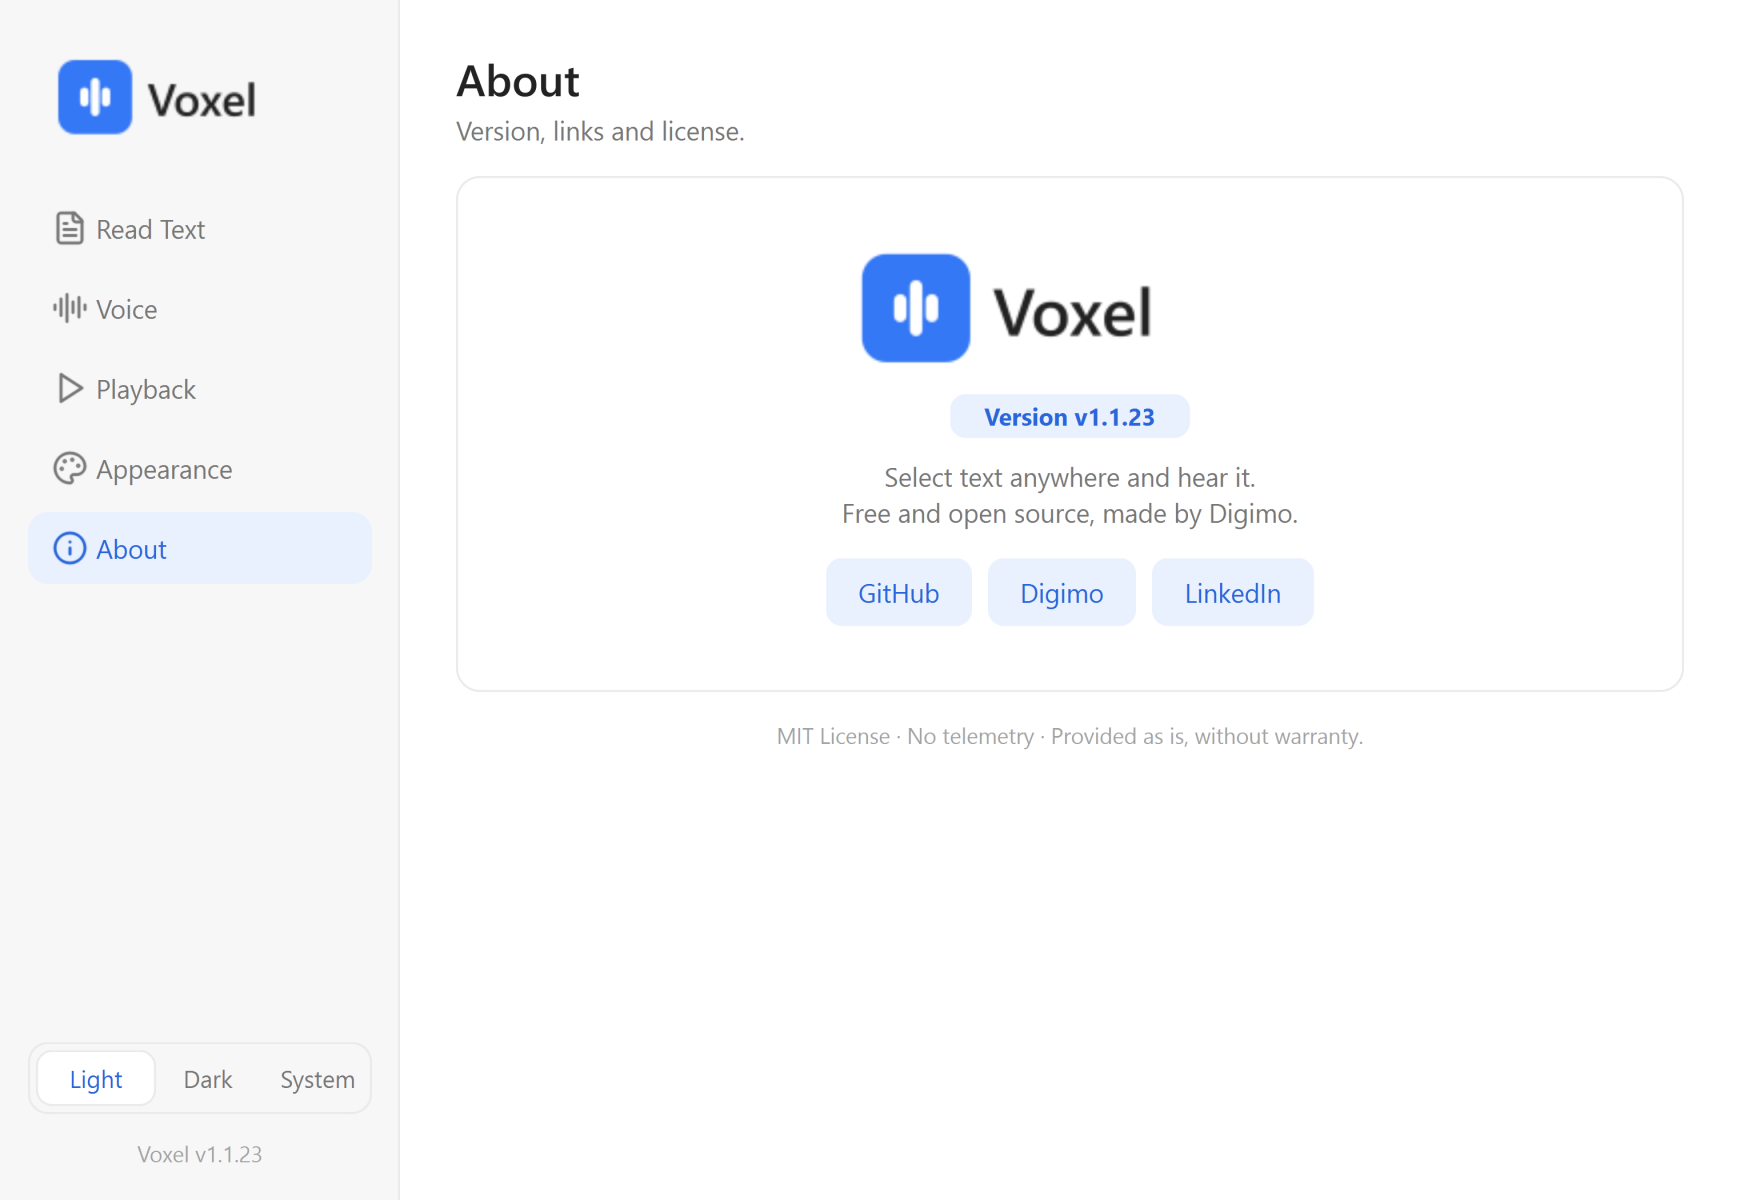 Voxel
Read Text
Voice
Playback
Appearance
About
Light
Dark
System
Voxel v1.1.23
About
Version, links and license.
Voxel
Version v1.1.23
Select text anywhere and hear it.
Free and open source, made by Digimo.
GitHub
Digimo
LinkedIn
MIT License · No telemetry · Provided as is, without warranty.